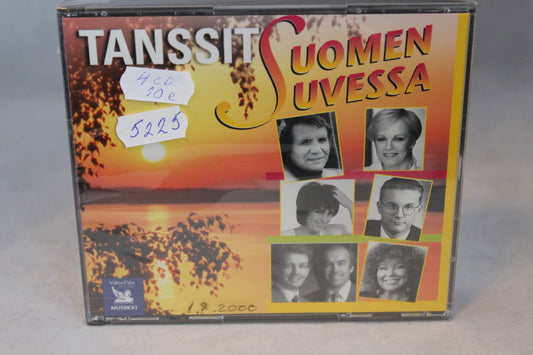 TANSSIT
SUOMEN
SUVESSA
4 CD
10 e
5225
Valitut Palat
MUSIIKKI
1.8.2000